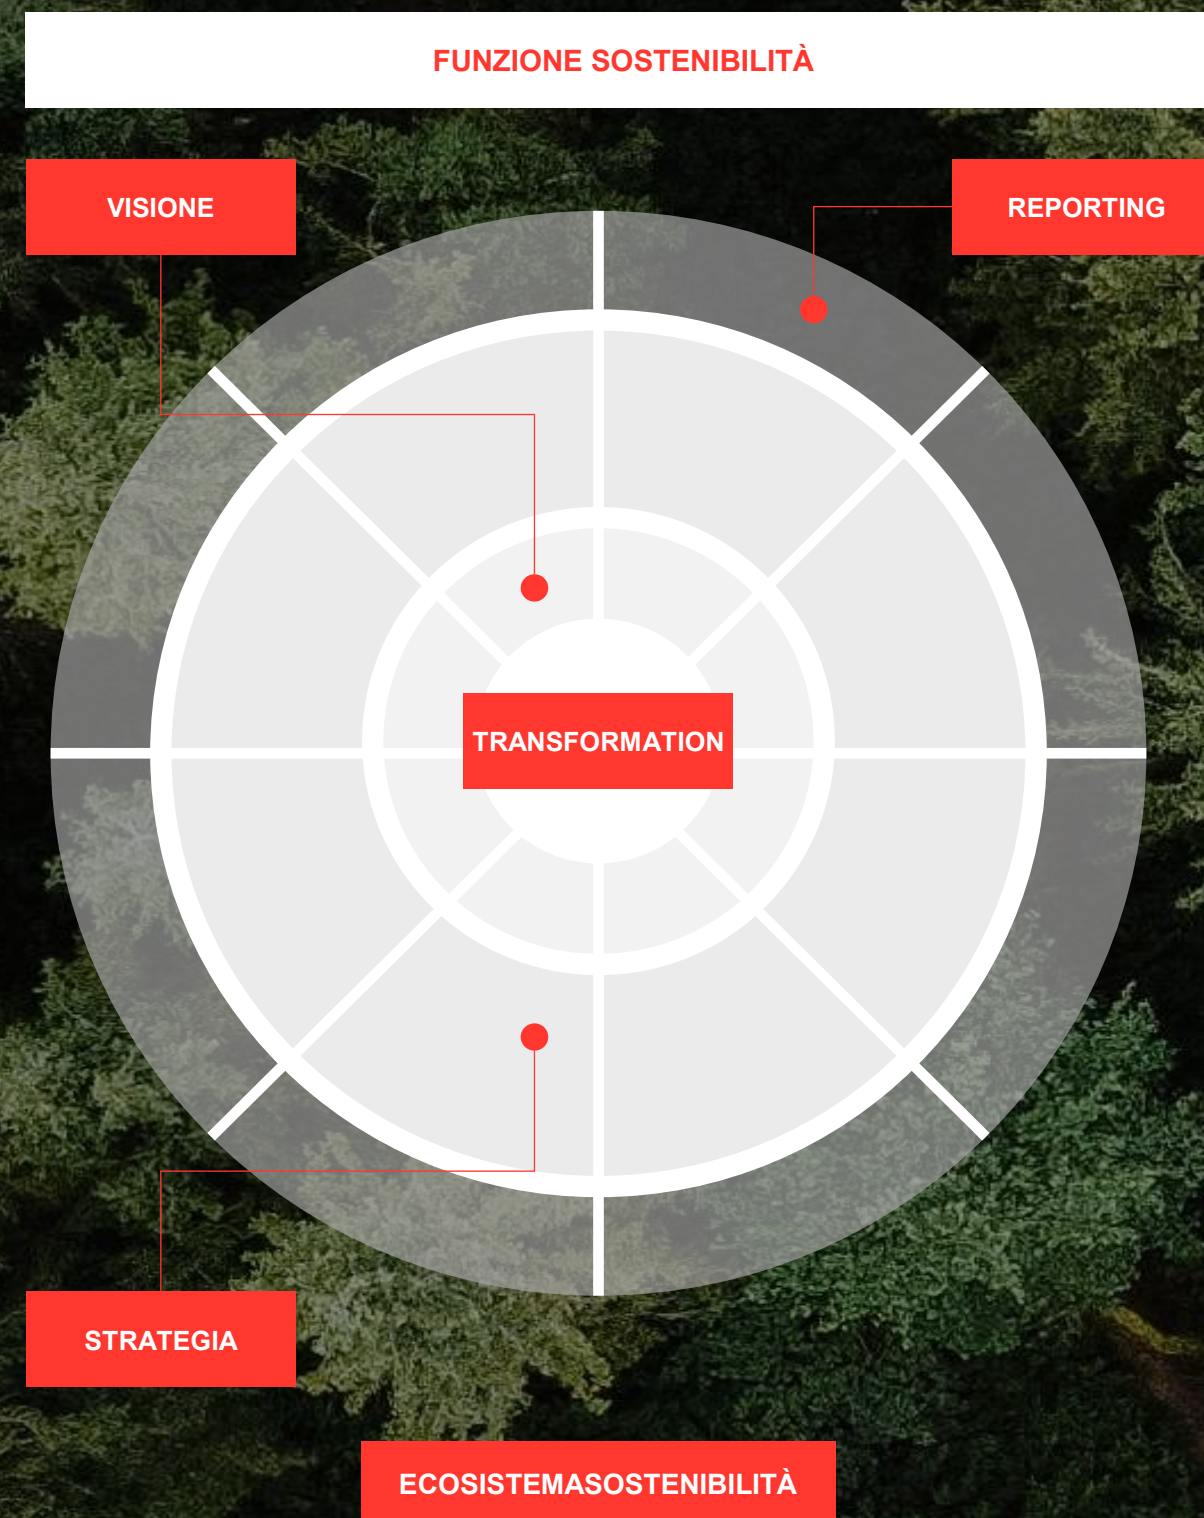 FUNZIONE SOSTENIBILITÀ
VISIONE
REPORTING
TRANSFORMATION
STRATEGIA
ECOSISTEMASOSTENIBILITÀ